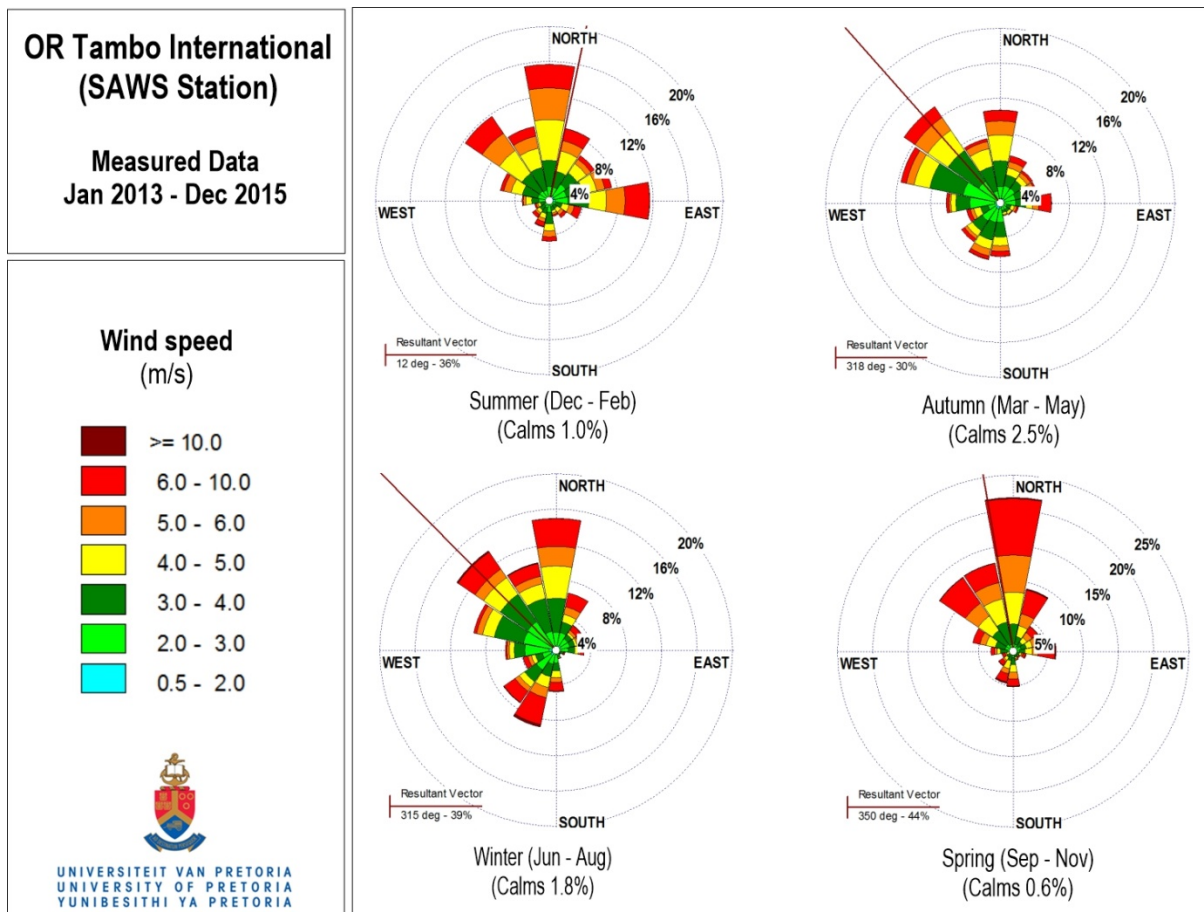 OR Tambo International
(SAWS Station)
Measured Data
Jan 2013 - Dec 2015
Wind speed
(m/s)
>= 10.0
6.0 - 10.0
5.0 - 6.0
4.0 - 5.0
3.0 - 4.0
2.0 - 3.0
0.5 - 2.0
UNIVERSITEIT VAN PRETORIA
UNIVERSITY OF PRETORIA
YUNIBESITHI YA PRETORIA
NORTH
20%
16%
12%
8%
4%
WEST
EAST
SOUTH
Resultant Vector
12 deg - 36%
Summer (Dec - Feb)
(Calms 1.0%)
NORTH
20%
16%
12%
8%
4%
WEST
EAST
SOUTH
Resultant Vector
318 deg - 30%
Autumn (Mar - May)
(Calms 2.5%)
NORTH
20%
16%
12%
8%
4%
WEST
EAST
SOUTH
Resultant Vector
315 deg - 39%
Winter (Jun - Aug)
(Calms 1.8%)
NORTH
25%
20%
15%
10%
5%
WEST
EAST
SOUTH
Resultant Vector
350 deg - 44%
Spring (Sep - Nov)
(Calms 0.6%)